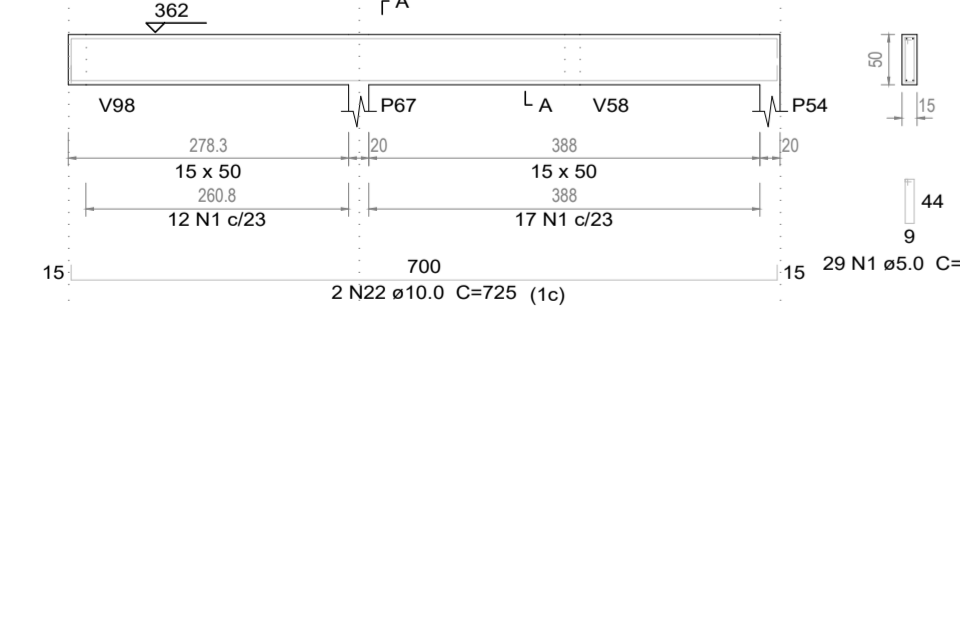 A
362
50
V98 P67 A V58 P54
15
278.3 20 388 20
15 x 50 15 x 50
260.8 388
44
12 N1 c/23 17 N1 c/23
9
29 N1 ø5.0 C=
15 700 15
2 N22 ø10.0 C=725 (1c)